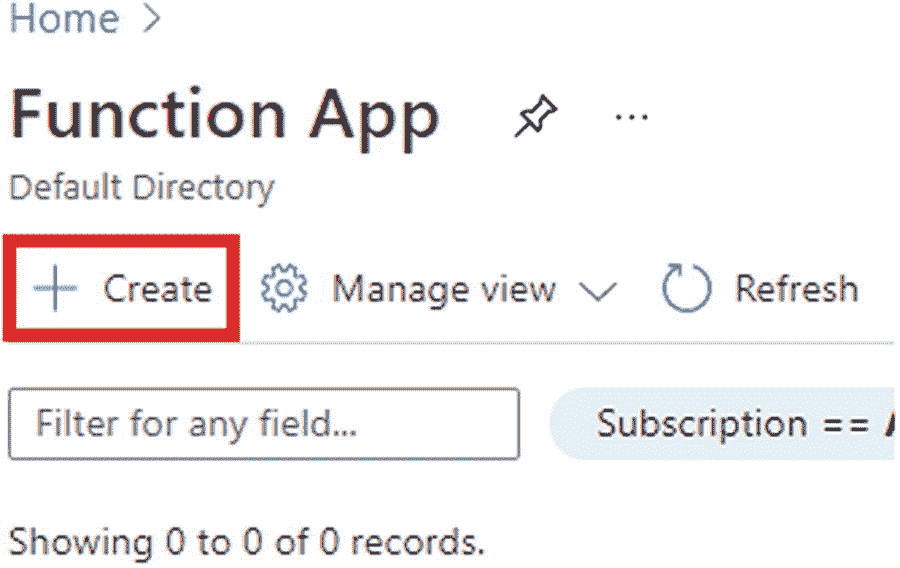 Home >
Function App ...
Default Directory
+ Create Manage view Refresh
Filter for any field...
Subscription ==
Showing 0 to 0 of 0 records.